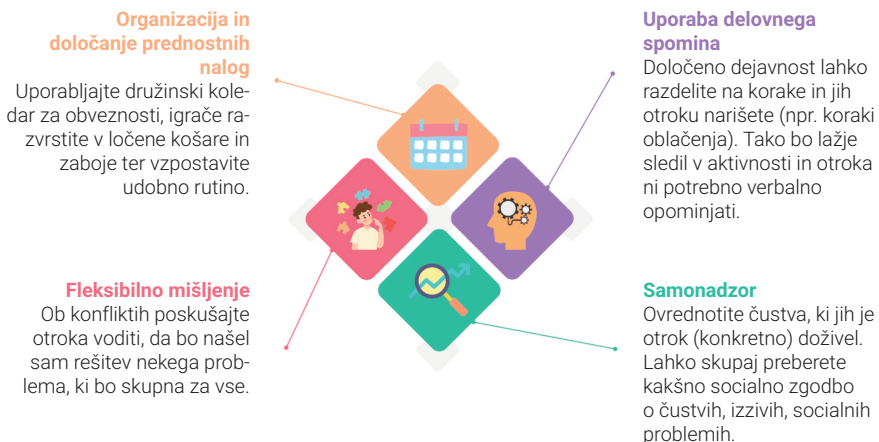 Organizacija in
določanje prednostnih
nalog
Uporabljajte družinski kole-
dar za obveznosti, igrače ra-
zvrstite v ločene košare in
zaboje ter vzpostavite
udobno rutino.
Uporaba delovnega
spomina
Določeno dejavnost lahko
razdelite na korake in jih
otroku narišete (npr. koraki
oblačenja). Tako bo lažje
sledil v aktivnosti in otroka
ni potrebno verbalno
opominjati.
Fleksibilno mišljenje
Ob konfliktih poskušajte
otroka voditi, da bo našel
sam rešitev nekega prob-
lema, ki bo skupna za vse.
Samonadzor
Ovrednotite čustva, ki jih je
otrok (konkretno) doživel.
Lahko skupaj preberete
kakšno socialno zgodbo
o čustvih, izzivih, socialnih
problemih.